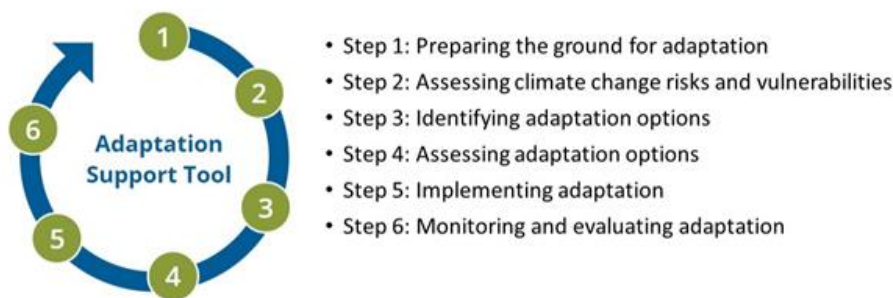 1
2
3
4
5
6
Adaptation
Support Tool
• Step 1: Preparing the ground for adaptation
• Step 2: Assessing climate change risks and vulnerabilities
• Step 3: Identifying adaptation options
• Step 4: Assessing adaptation options
• Step 5: Implementing adaptation
• Step 6: Monitoring and evaluating adaptation